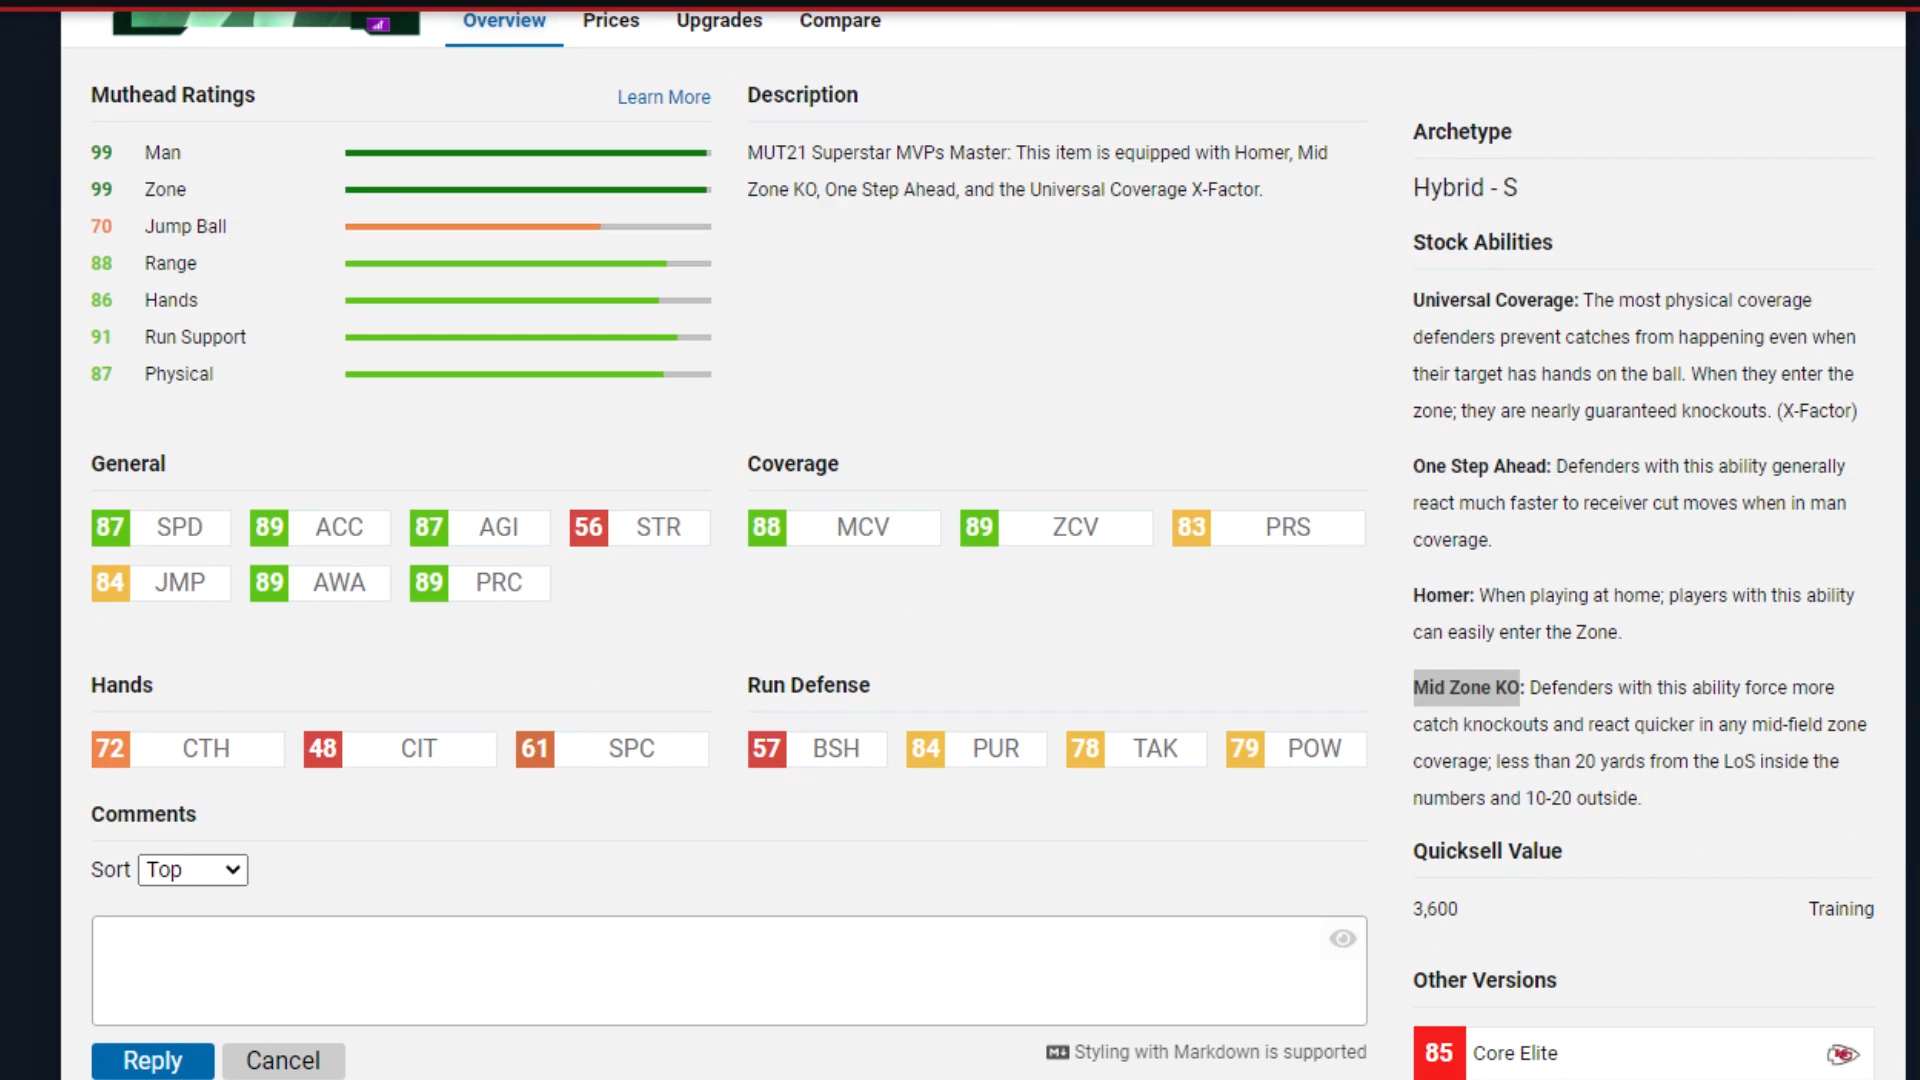 Overview Prices Upgrades Compare
Muthead Ratings Learn More
99 Man
99 Zone
70 Jump Ball
88 Range
86 Hands
91 Run Support
87 Physical
Description
MUT21 Superstar MVPs Master: This item is equipped with Homer, Mid
Zone KO, One Step Ahead, and the Universal Coverage X-Factor.
General
87 SPD 89 ACC 87 AGI 56 STR
84 JMP 89 AWA 89 PRC
Coverage
88 MCV 89 ZCV 83 PRS
Hands
72 CTH 48 CIT 61 SPC
Run Defense
57 BSH 84 PUR 78 TAK 79 POW
Comments
Sort Top
Reply Cancel
Styling with Markdown is supported
Archetype
Hybrid - S
Stock Abilities
Universal Coverage: The most physical coverage
defenders prevent catches from happening even when
their target has hands on the ball. When they enter the
zone; they are nearly guaranteed knockouts. (X-Factor)
One Step Ahead: Defenders with this ability generally
react much faster to receiver cut moves when in man
coverage.
Homer: When playing at home; players with this ability
can easily enter the Zone.
Mid Zone KO: Defenders with this ability force more
catch knockouts and react quicker in any mid-field zone
coverage; less than 20 yards from the LoS inside the
numbers and 10-20 outside.
Quicksell Value
3,600 Training
Other Versions
85 Core Elite KC